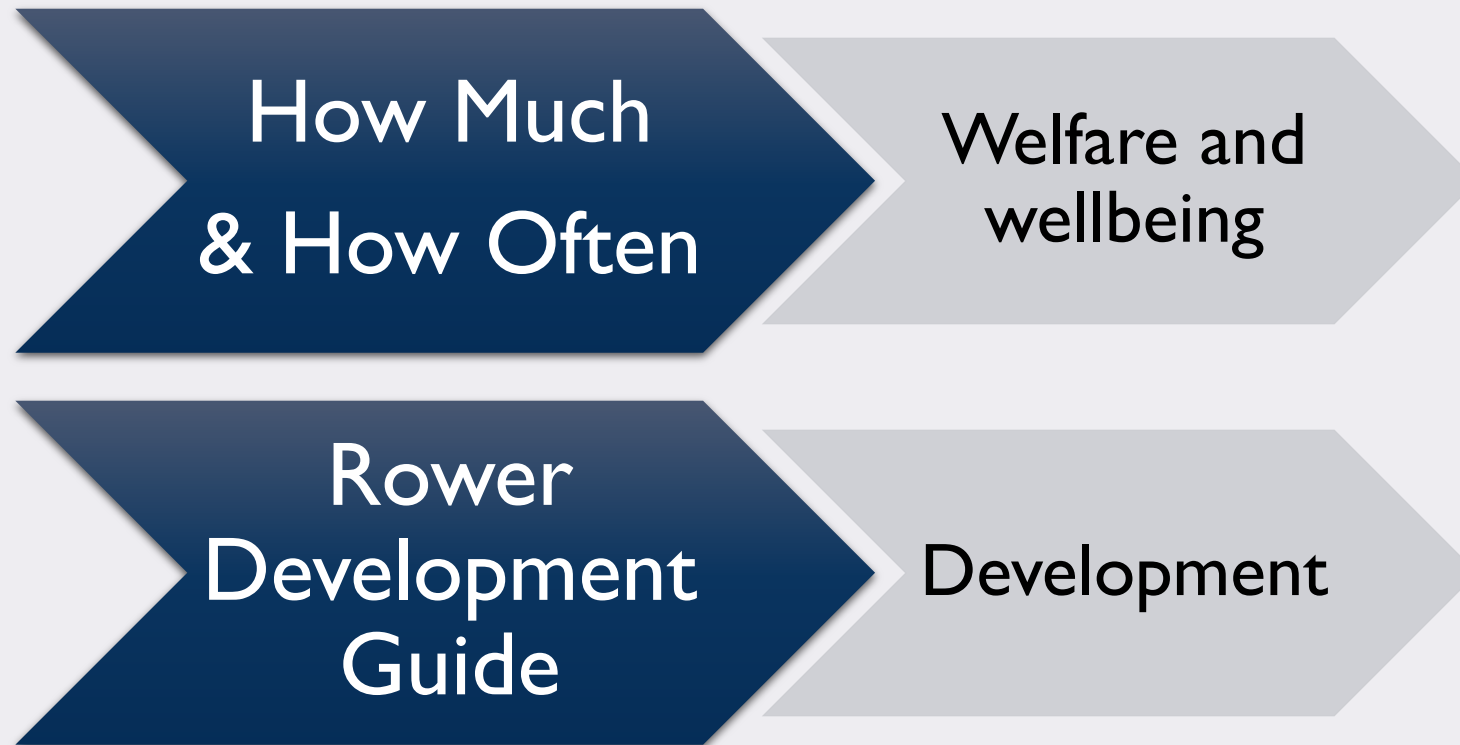 How Much
& How Often
Welfare and
wellbeing
Rower
Development
Guide
Development